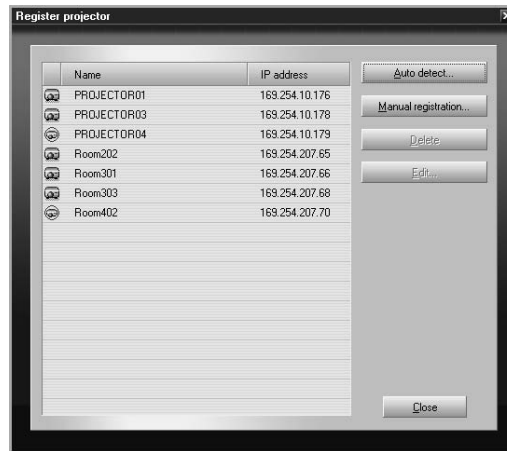 Register projector
Name IP address
PROJECTOR01 169.254.10.176
PROJECTOR03 169.254.10.178
PROJECTOR04 169.254.10.179
Room202 169.254.207.65
Room301 169.254.207.66
Room303 169.254.207.68
Room402 169.254.207.70
Auto detect...
Manual registration...
Delete
Edit...
Close